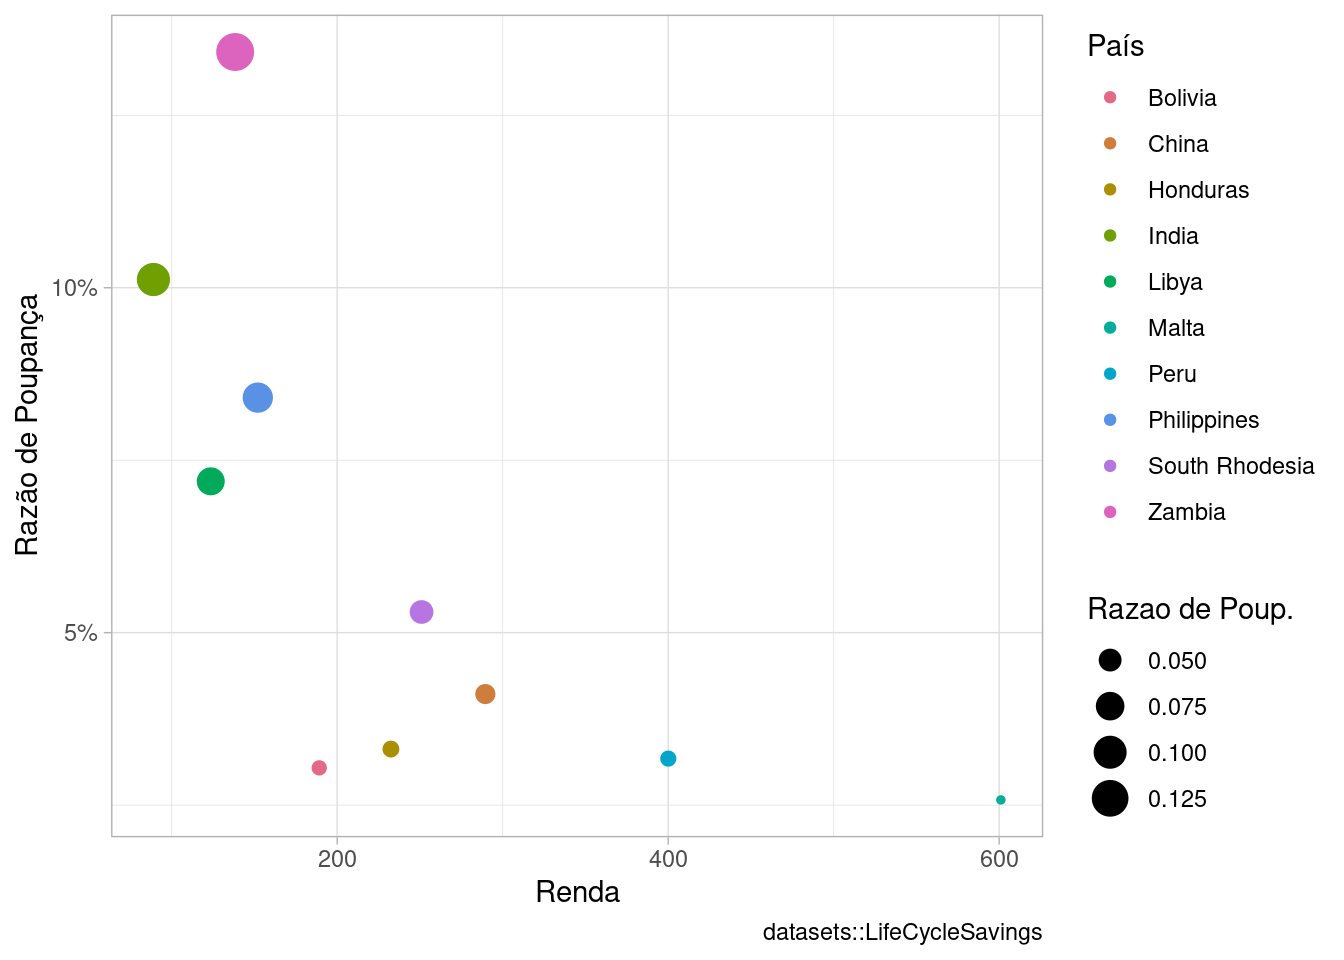 Razão de Poupança
10%
5%
200
400
600
Renda
datasets::LifeCycleSavings
País
Bolivia
China
Honduras
India
Libya
Malta
Peru
Philippines
South Rhodesia
Zambia
Razao de Poup.
0.050
0.075
0.100
0.125